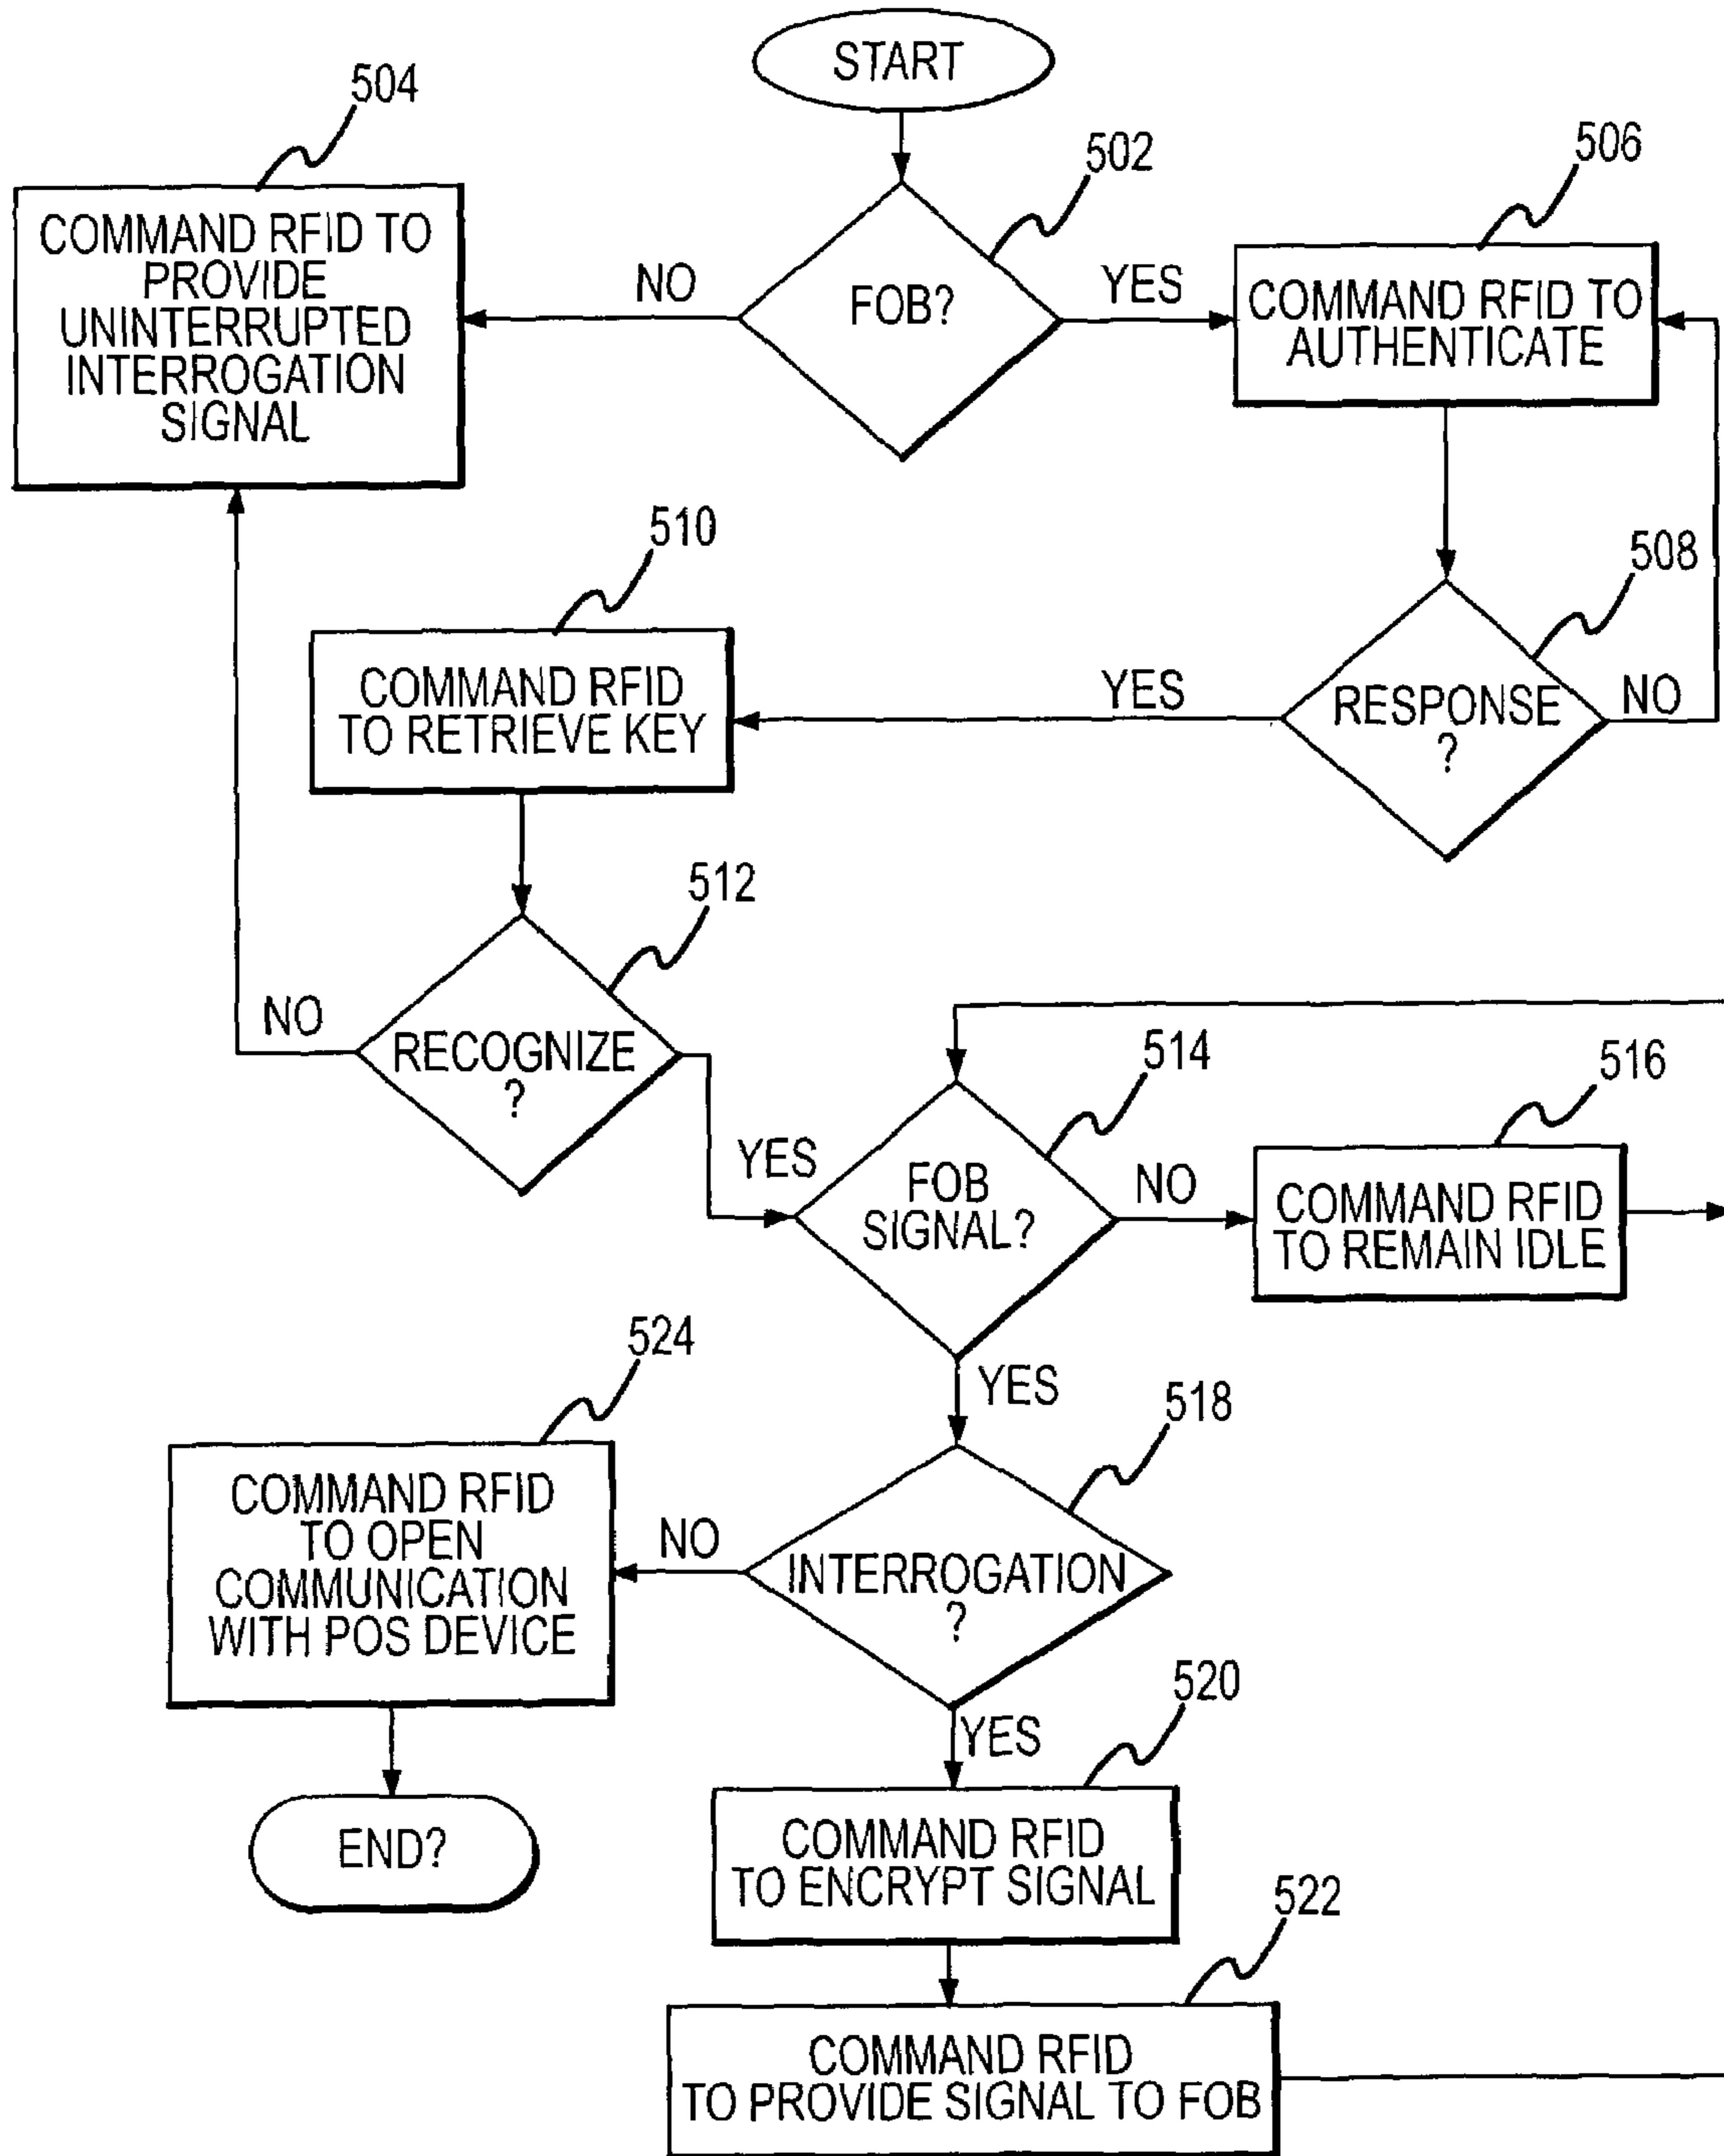 START
504
502
506
COMMAND RFID TO
PROVIDE
UNINTERRUPTED
INTERROGATION
SIGNAL
NO
FOB?
YES
COMMAND RFID TO
AUTHENTICATE
510
508
COMMAND RFID
TO RETRIEVE KEY
YES
RESPONSE
?
NO
512
NO
RECOGNIZE
?
YES
514
516
FOB
SIGNAL?
NO
COMMAND RFID
TO REMAIN IDLE
524
YES
518
COMMAND RFID
TO OPEN
COMMUNICATION
WITH POS DEVICE
NO
INTERROGATION
?
520
YES
END?
COMMAND RFID
TO ENCRYPT SIGNAL
522
COMMAND RFID
TO PROVIDE SIGNAL TO FOB